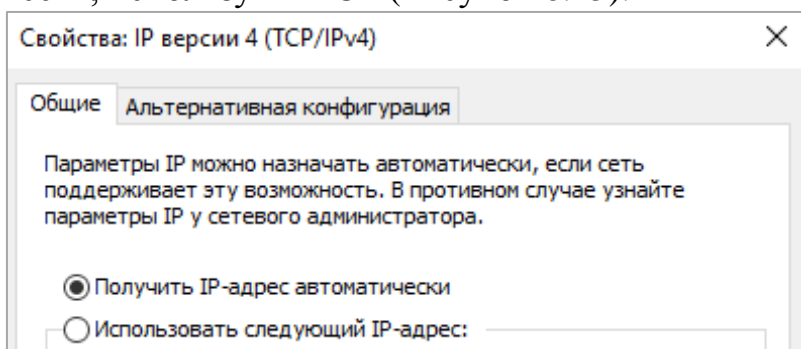 Свойства: IP версии 4 (TCP/IPv4)
Общие Альтернативная конфигурация
Параметры IP можно назначать автоматически, если сеть
поддерживает эту возможность. В противном случае узнайте
параметры IP у сетевого администратора.
Получить IP-адрес автоматически
Использовать следующий IP-адрес: